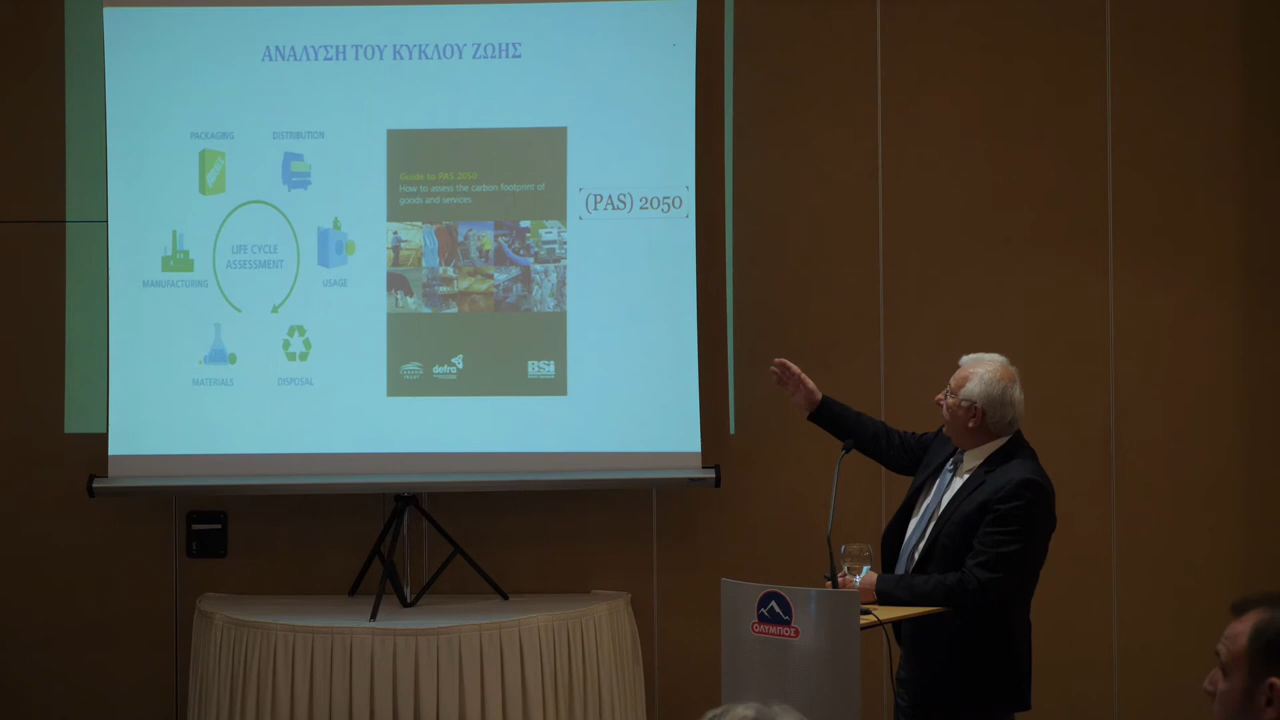 ΑΝΑΛΥΣΗ ΤΟΥ ΚΥΚΛΟΥ ΖΩΗΣ
PACKAGING
DISTRIBUTION
LIFE CYCLE
ASSESSMENT
USAGE
MANUFACTURING
MATERIALS
DISPOSAL
Guide to PAS 2050
How to assess the carbon footprint of
goods and services
defra
BSi
(PAS) 2050
ΟΛΥΜΠΟΣ